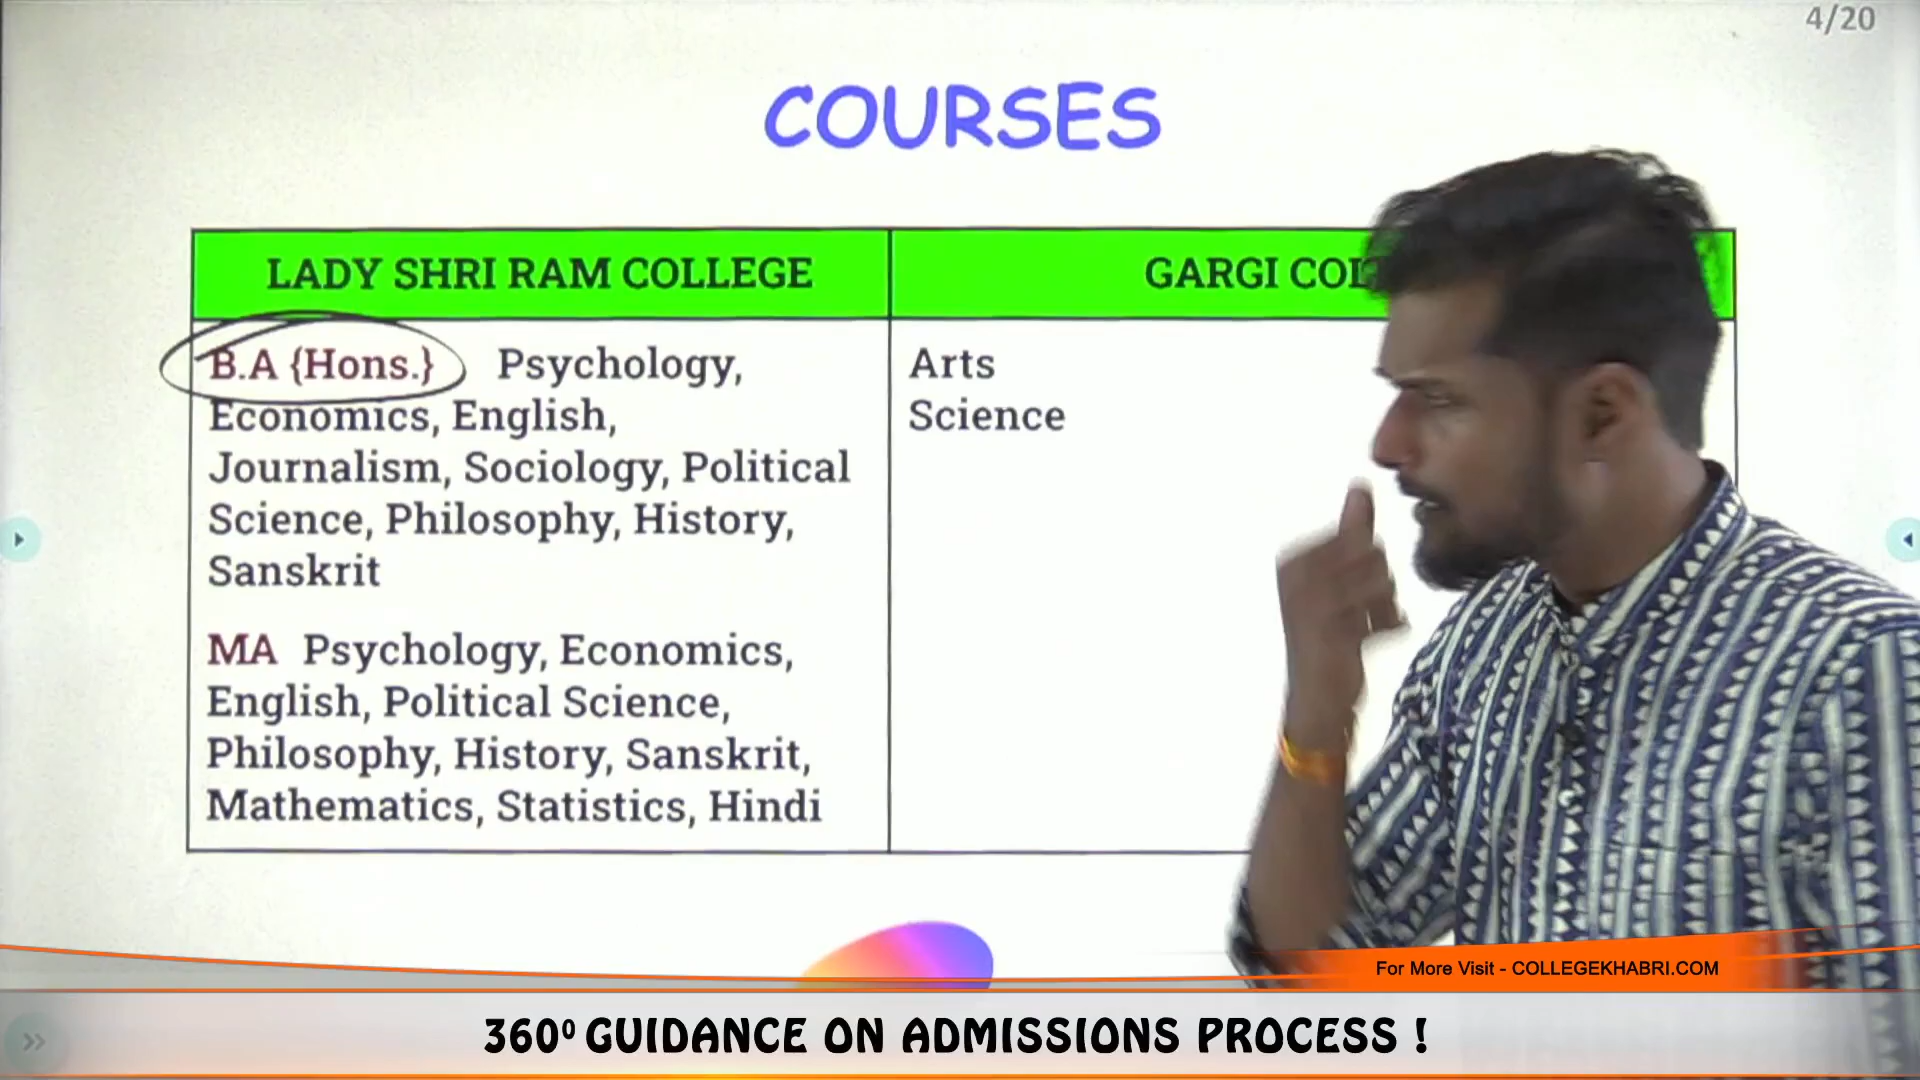 4/20
COURSES
LADY SHRI RAM COLLEGE
GARGI
B.A {Hons.} Psychology,
Economics, English,
Journalism, Sociology, Political
Science, Philosophy, History,
Sanskrit
MA Psychology, Economics,
English, Political Science,
Philosophy, History, Sanskrit,
Mathematics, Statistics, Hindi
Arts
Science
For More Visit - COLLEGEKHABRI.COM
360⁰ GUIDANCE ON ADMISSIONS PROCESS !